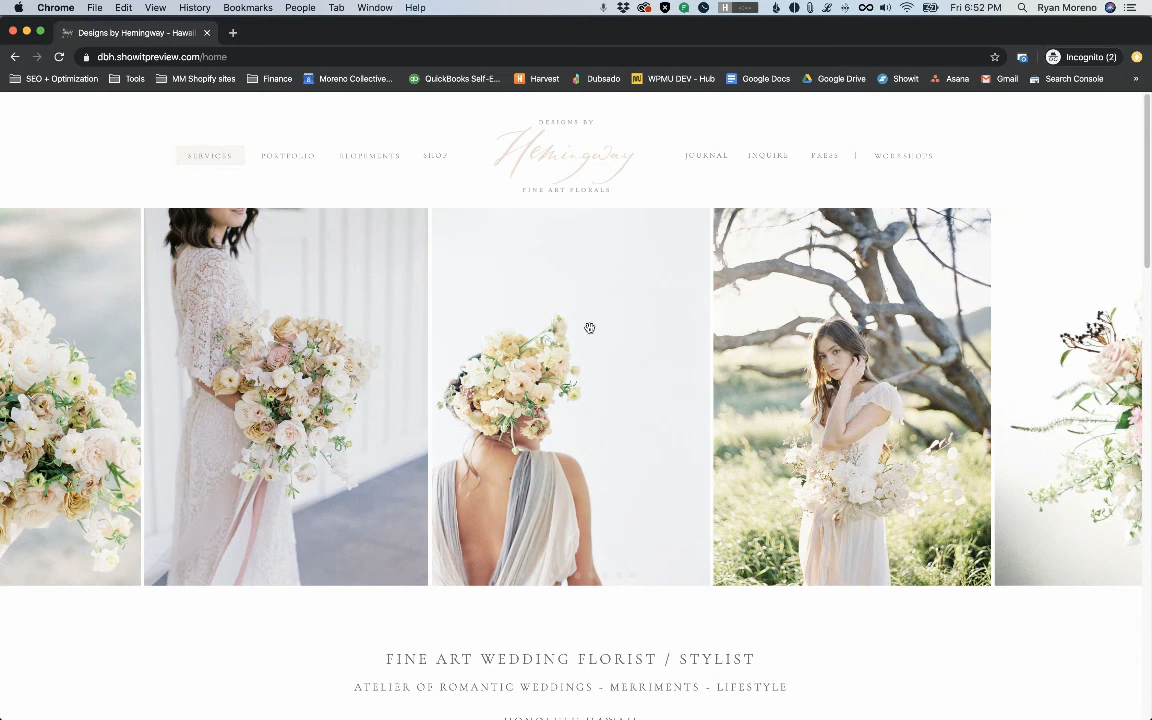 Chrome File Edit View History Bookmarks People Tab Window Help Fri 6:52 PM Ryan Moreno
Designs by Hemingway - Hawaii
dbh.showitpreview.com/home Incognito (2)
SEO + Optimization Tools MM Shopify sites Finance Moreno Collective... QuickBooks Self-E... Harvest Dubsado WPMU DEV - Hub Google Docs Google Drive Showit Asana Gmail Search Console »
DESIGNS BY
Hemingway
FINE ART FLORALS
SERVICES PORTFOLIO ELOPEMENTS SHOP JOURNAL INQUIRE PRESS | WORKSHOPS
FINE ART WEDDING FLORIST / STYLIST
ATELIER OF ROMANTIC WEDDINGS - MERRIMENTS - LIFESTYLE
HONOLULU HAWAII